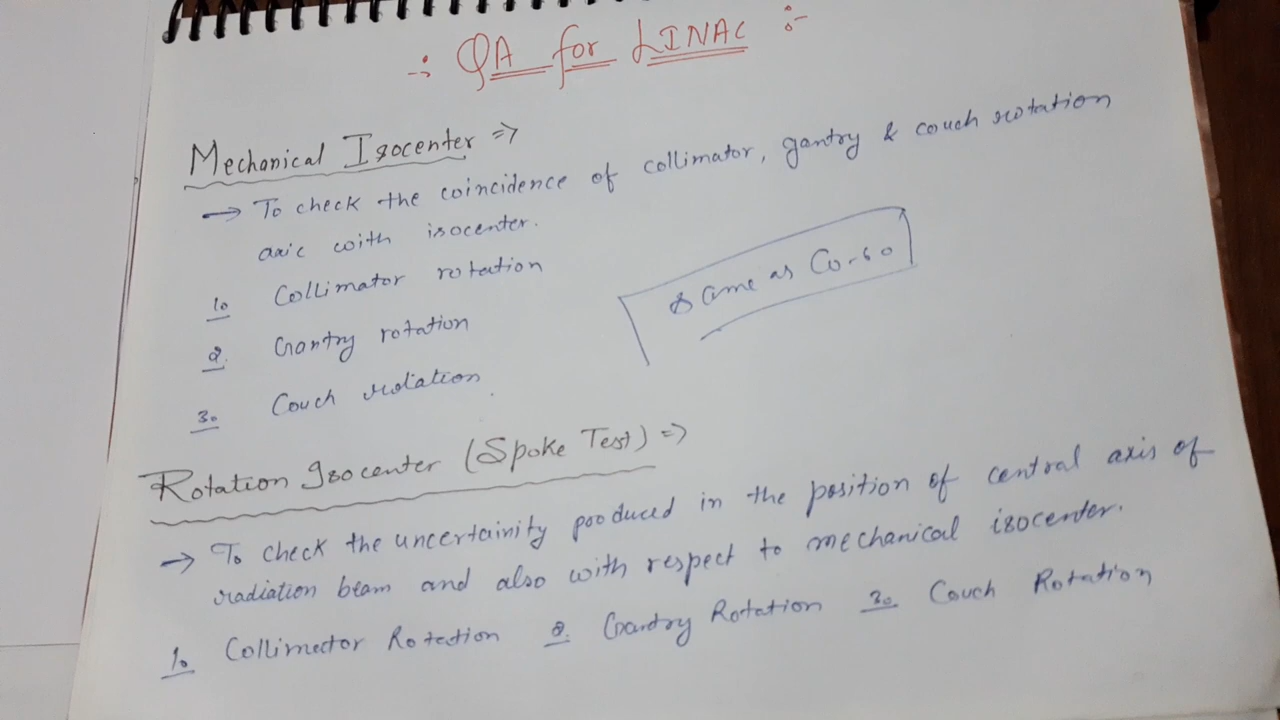 :- QA for LINAC :-
Mechanical Isocenter =>
→ To check the coincidence of collimator, gantry & couch rotation
axic with isocenter.
1. Collimator rotation
2. Gantry rotation
3. Couch rotation
Same as Co-60
Rotation Isocenter (Spoke Test) =>
→ To check the uncertainity produced in the position of central axis of
radiation beam and also with respect to mechanical isocenter.
1. Collimator Rotation 2. Gantry Rotation 3. Couch Rotation